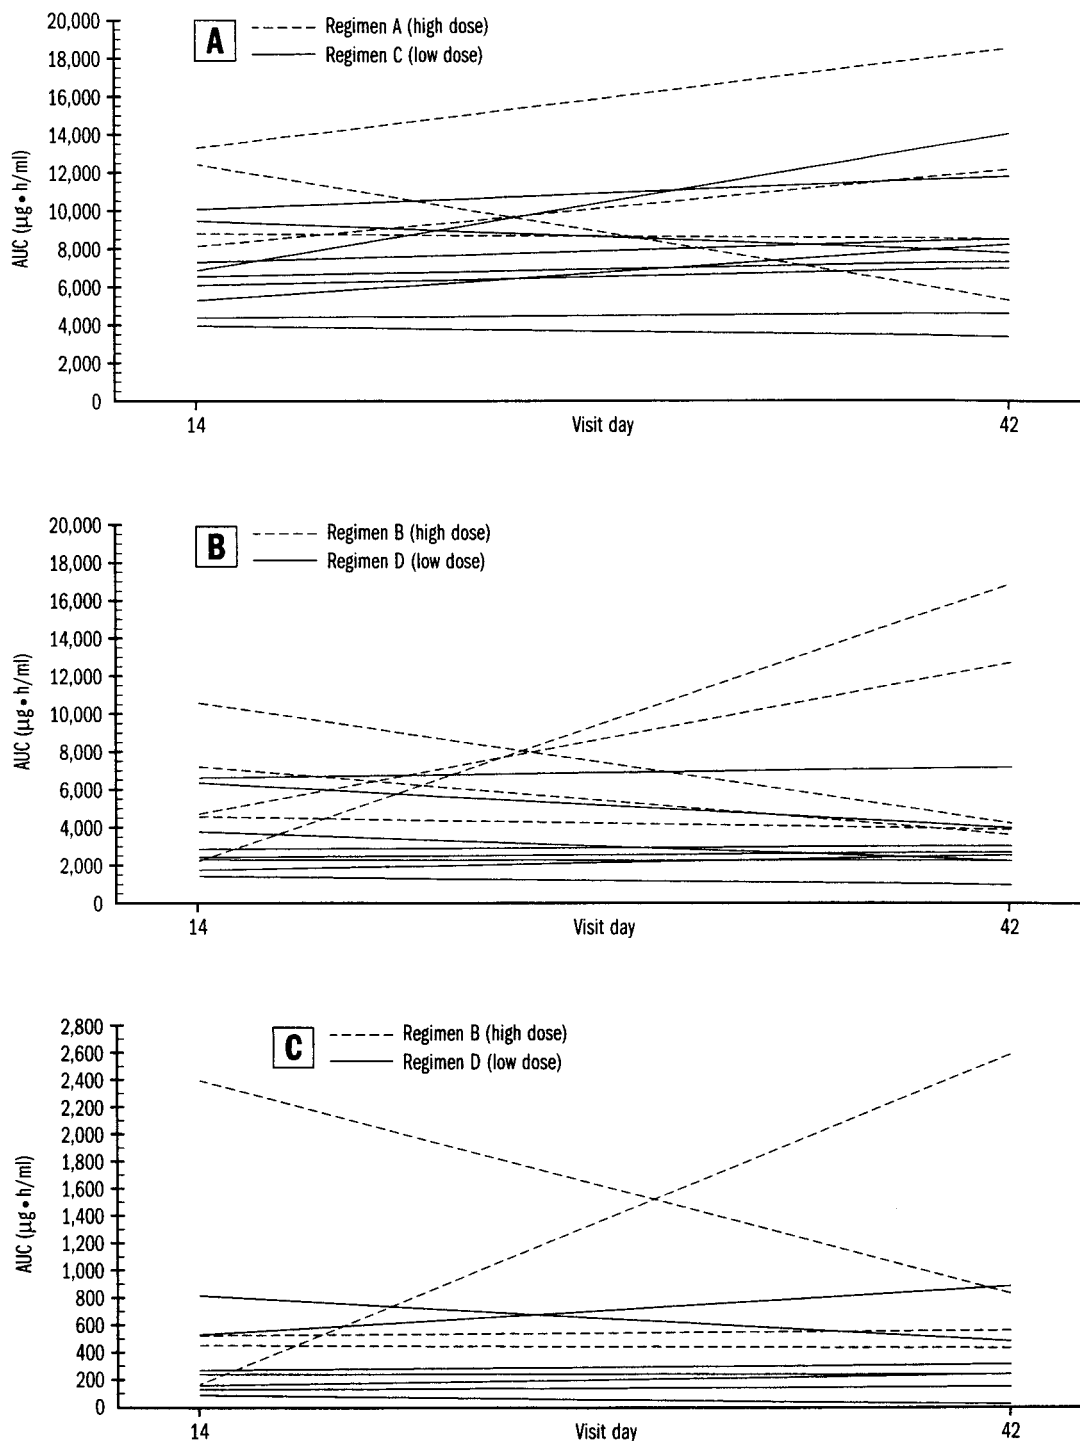 20,000
A
Regimen A (high dose)
18,000
Regimen C (low dose)
16,000
14,000
12,000
10,000
8,000
6,000
4,000
2,000
0
AUC (μg•h/ml)
14
Visit day
42
20,000
B
Regimen B (high dose)
18,000
Regimen D (low dose)
16,000
14,000
12,000
10,000
8,000
6,000
4,000
2,000
0
AUC (μg•h/ml)
14
Visit day
42
2,800
C
Regimen B (high dose)
2,600
Regimen D (low dose)
2,400
2,200
2,000
1,800
1,600
1,400
1,200
1,000
800
600
400
200
0
AUC (μg•h/ml)
14
Visit day
42